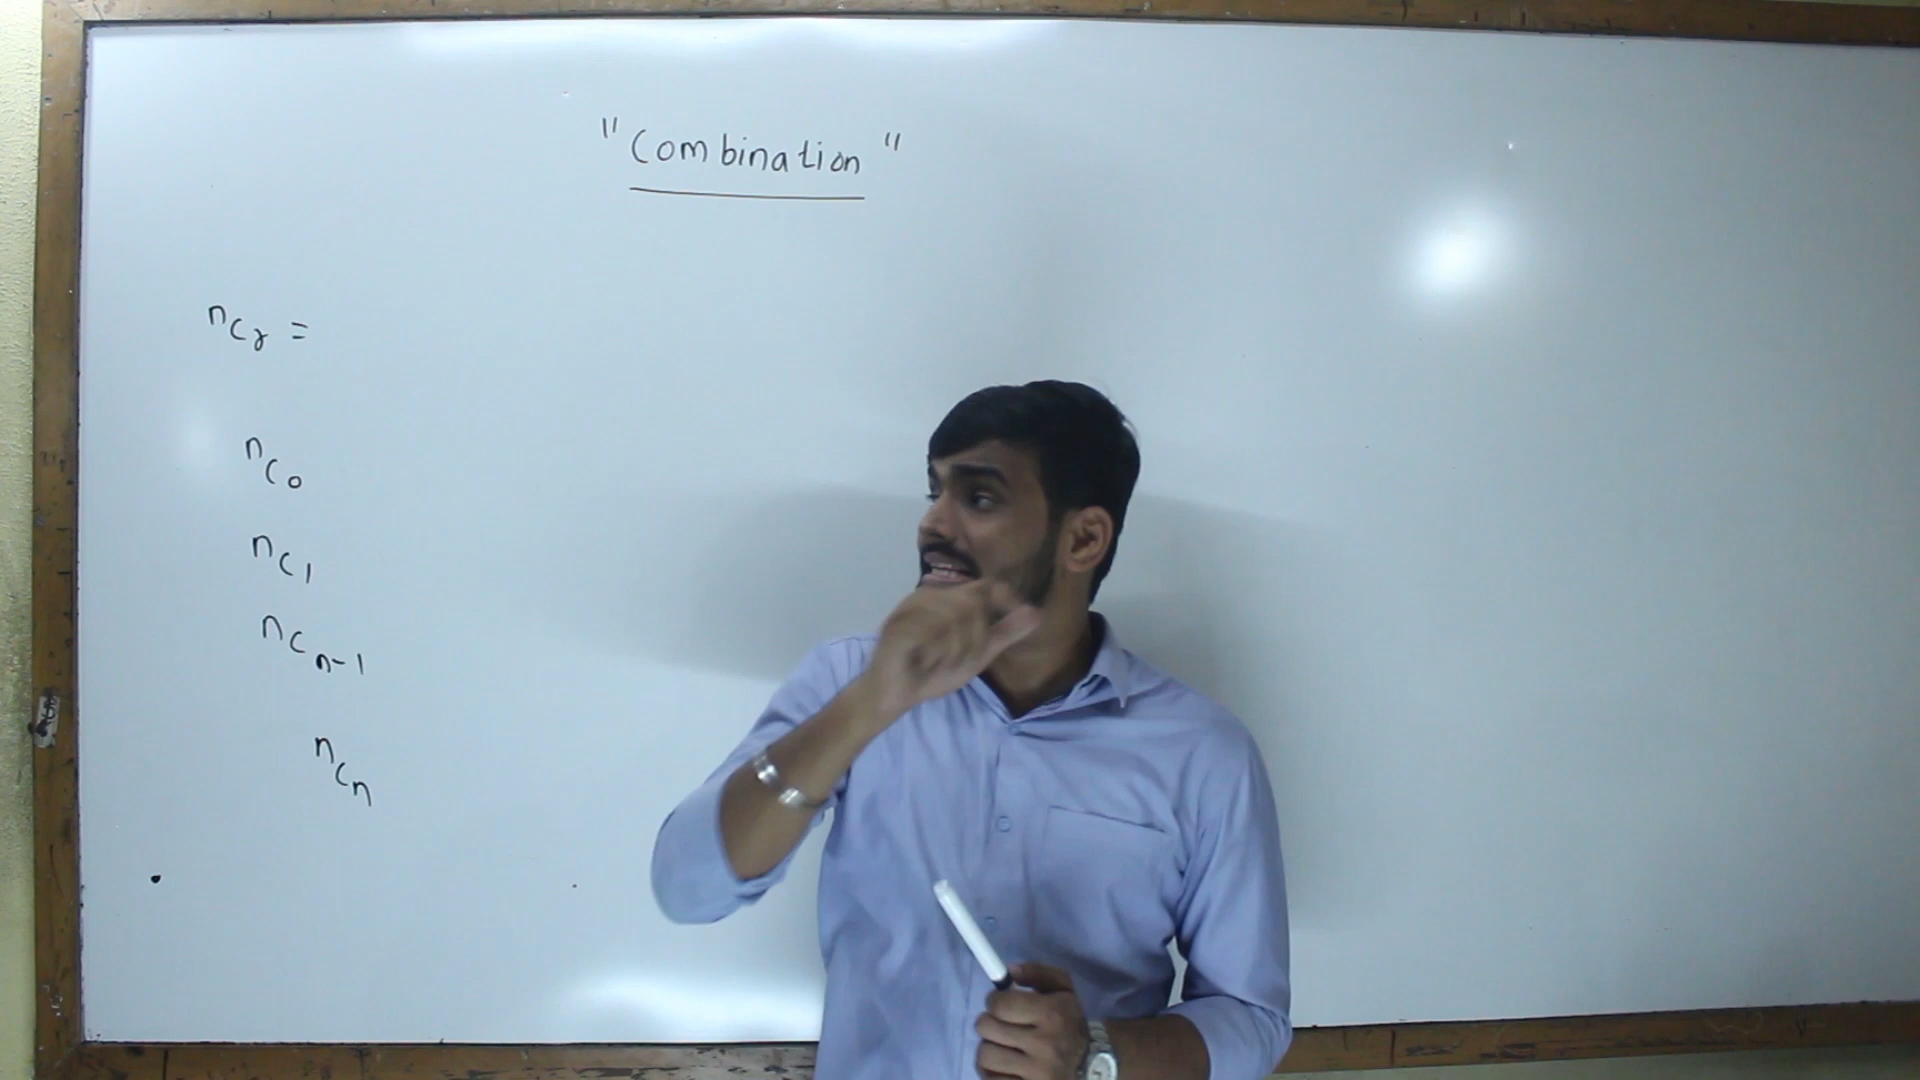 "Combination"
nCr =
nC0
nC1
nCn-1
nCn